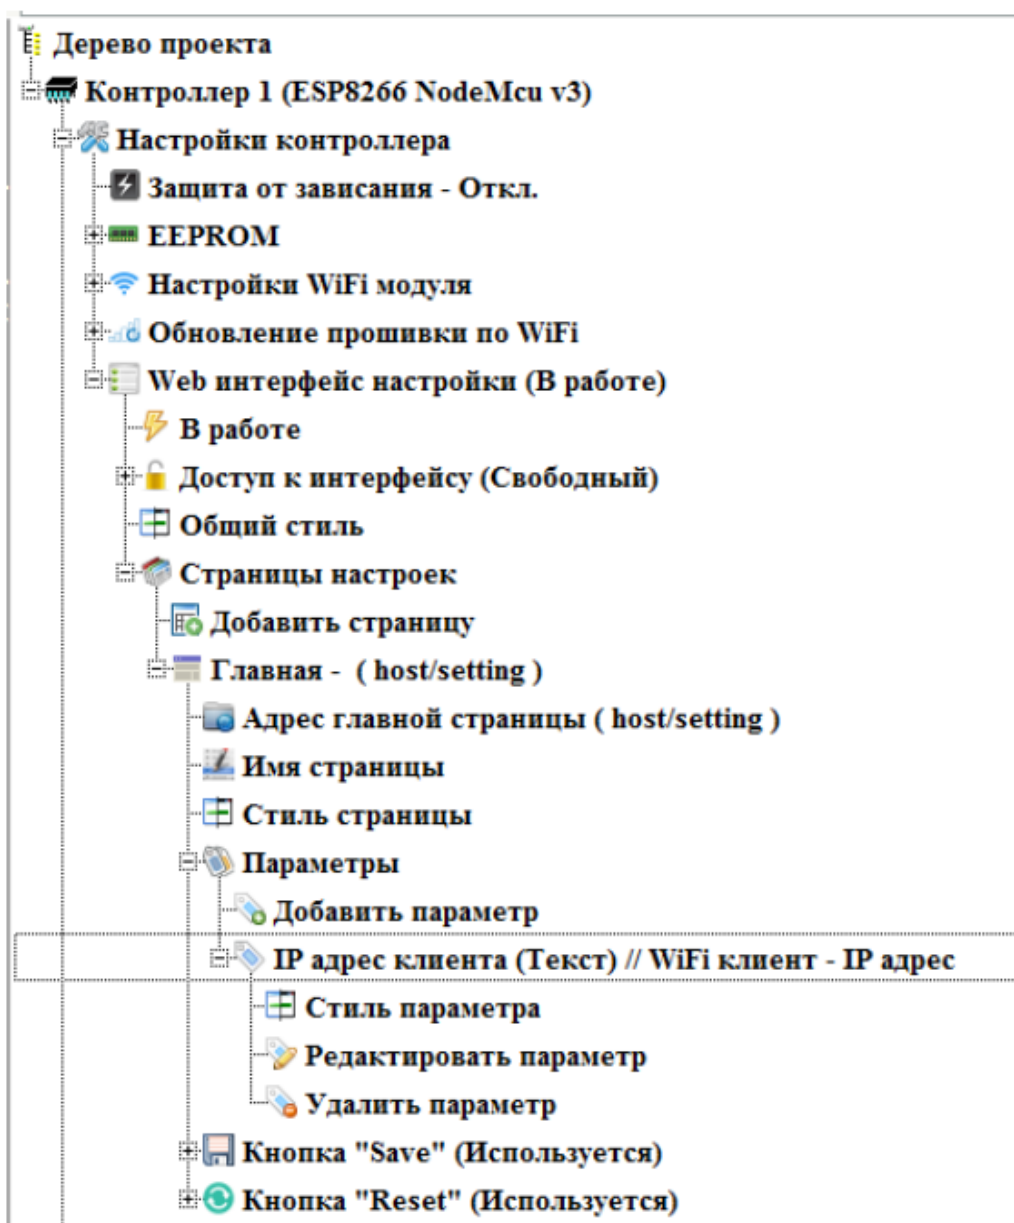 Дерево проекта
Контроллер 1 (ESP8266 NodeMcu v3)
Настройки контроллера
Защита от зависания - Откл.
EEPROM
Настройки WiFi модуля
Обновление прошивки по WiFi
Web интерфейс настройки (В работе)
В работе
Доступ к интерфейсу (Свободный)
Общий стиль
Страницы настроек
Добавить страницу
Главная - ( host/setting )
Адрес главной страницы ( host/setting )
Имя страницы
Стиль страницы
Параметры
Добавить параметр
IP адрес клиента (Текст) // WiFi клиент - IP адрес
Стиль параметра
Редактировать параметр
Удалить параметр
Кнопка "Save" (Используется)
Кнопка "Reset" (Используется)